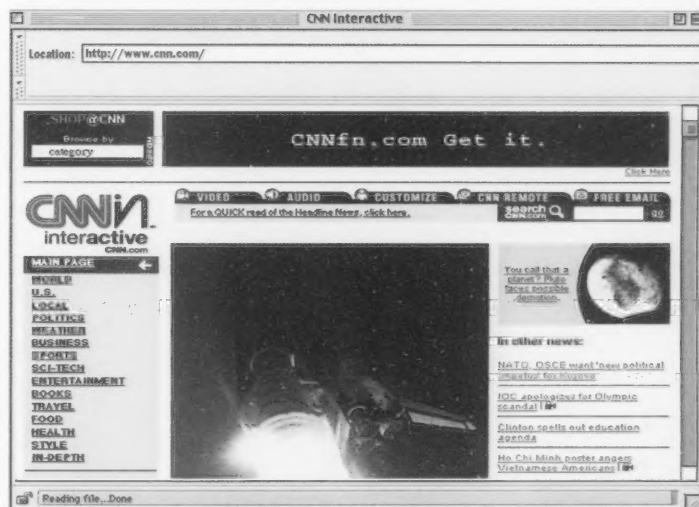 CNN Interactive
Location: http://www.cnn.com/
SHOP@CNN
Browse by
category
CNNfn.com Get it.
Click Here
CNNin
interactive
CNN.com
VIDEO
AUDIO
CUSTOMIZE
CNN REMOTE
FREE EMAIL
For a QUICK read of the Headline News, click here.
search
CNN.com
go
MAIN PAGE
WORLD
U.S.
LOCAL
POLITICS
WEATHER
BUSINESS
SPORTS
SCI-TECH
ENTERTAINMENT
BOOKS
TRAVEL
FOOD
HEALTH
STYLE
IN-DEPTH
You call that a
planet? Pluto
faces possible
demotion.
In other news:
NATO, OSCE want 'new political
impetus' for Kosovo
IOC apologizes for Olympic
scandal
Clinton spells out education
agenda
Ho Chi Minh poster angers
Vietnamese Americans
Reading file...Done